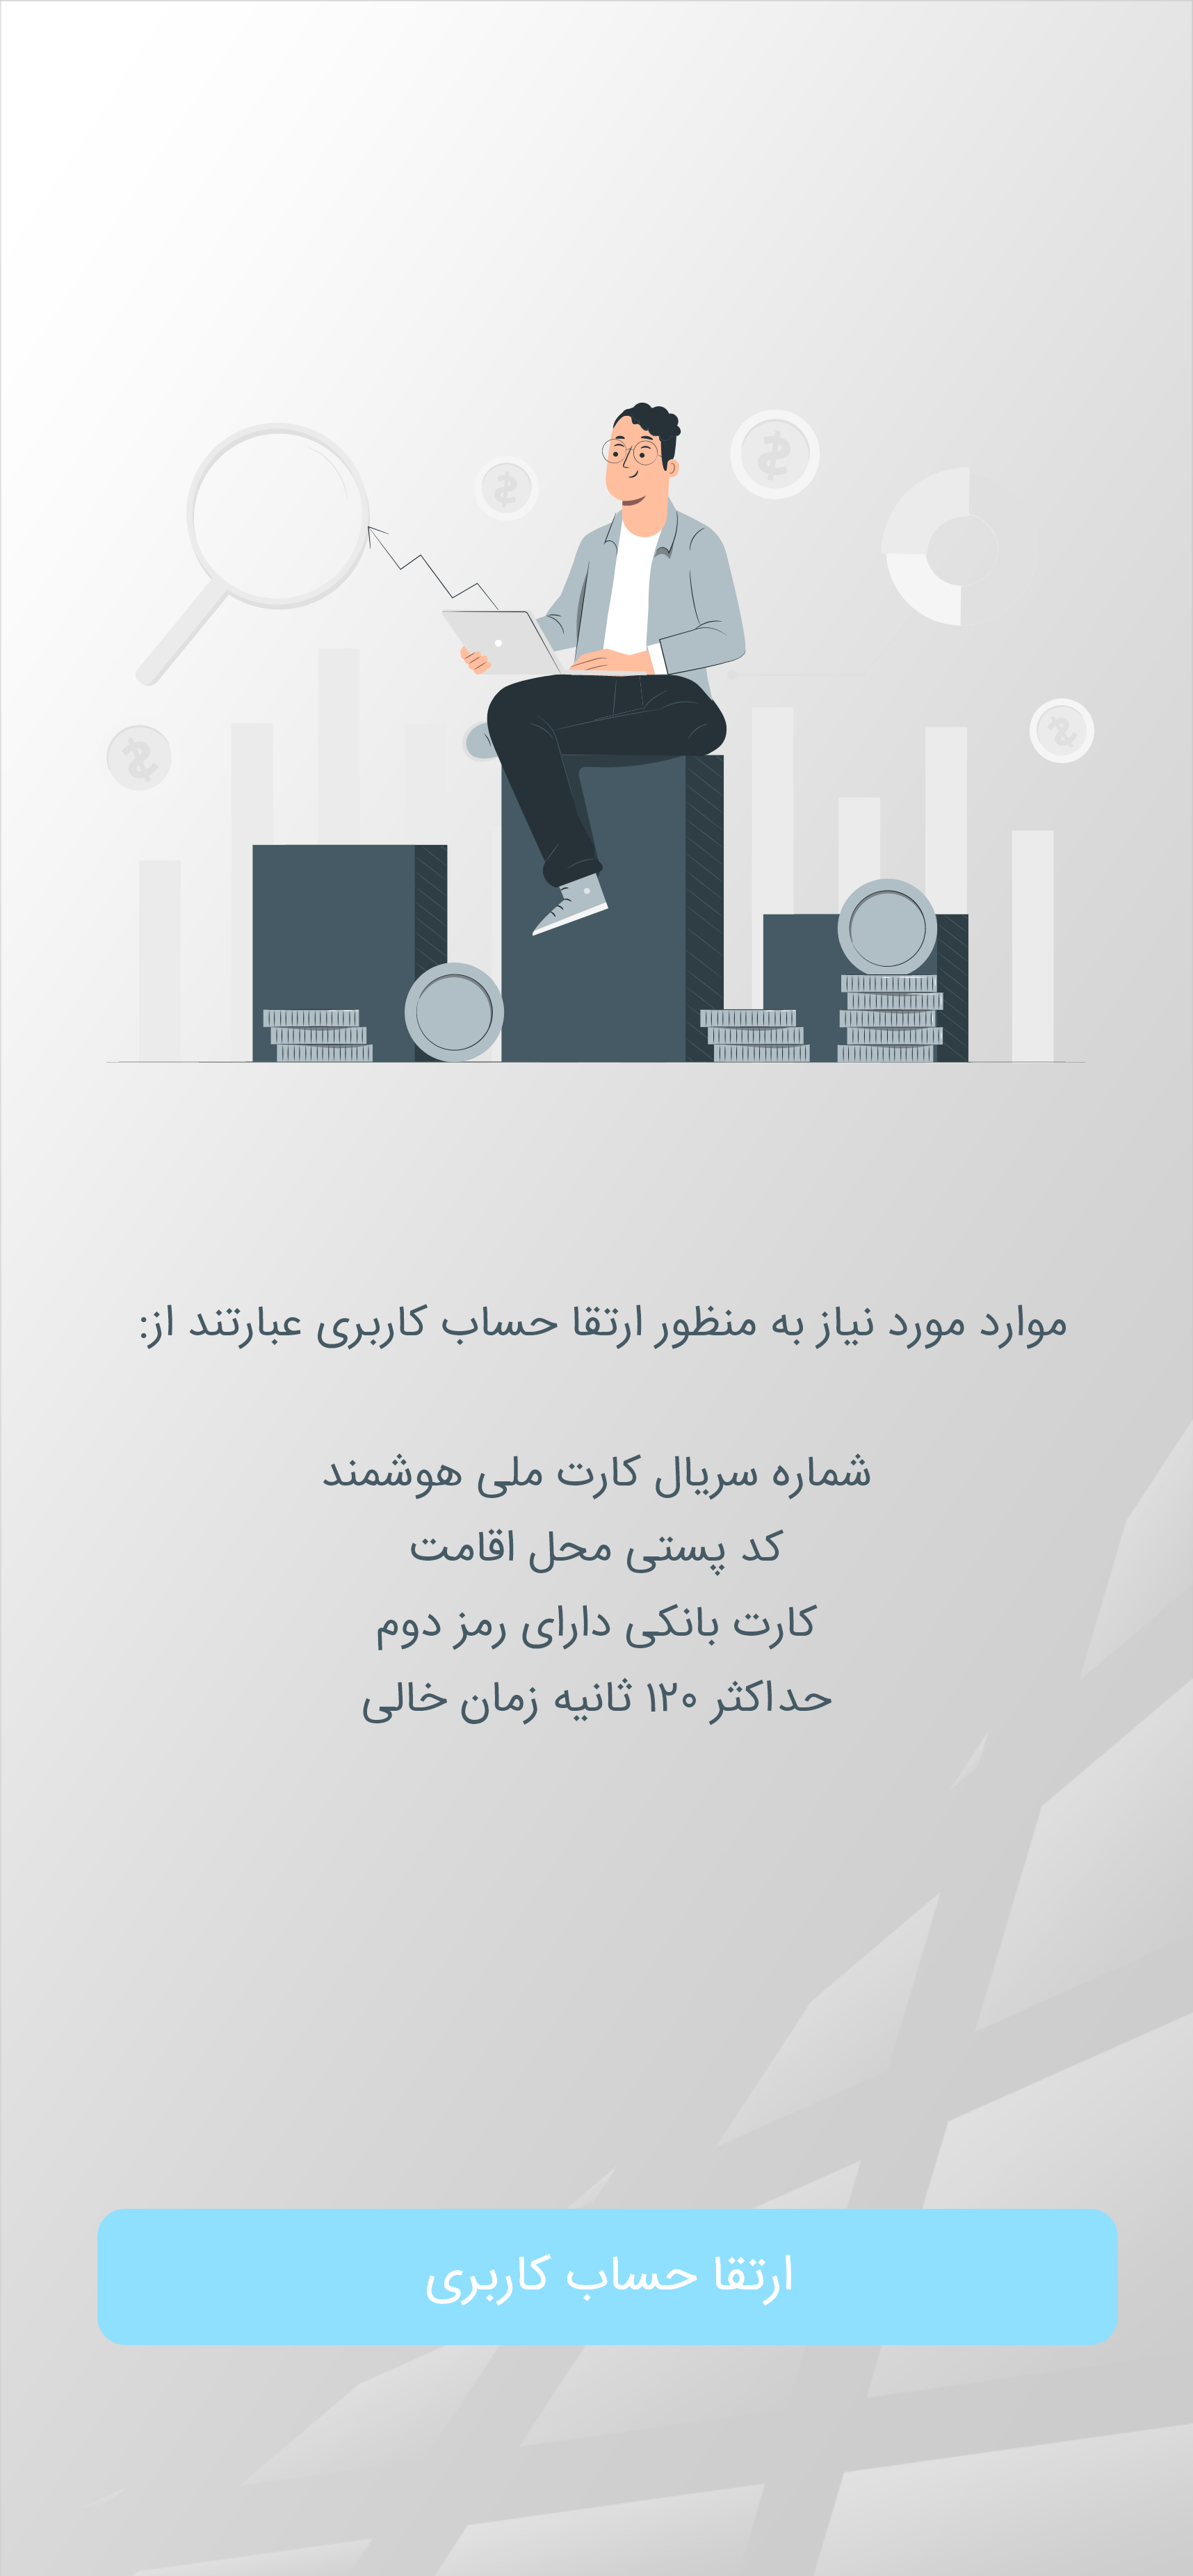 موارد مورد نیاز به منظور ارتقا حساب کاربری عبارتند از:
شماره سریال کارت ملی هوشمند
کد پستی محل اقامت
کارت بانکی دارای رمز دوم
حداکثر ۱۲۰ ثانیه زمان خالی
ارتقا حساب کاربری